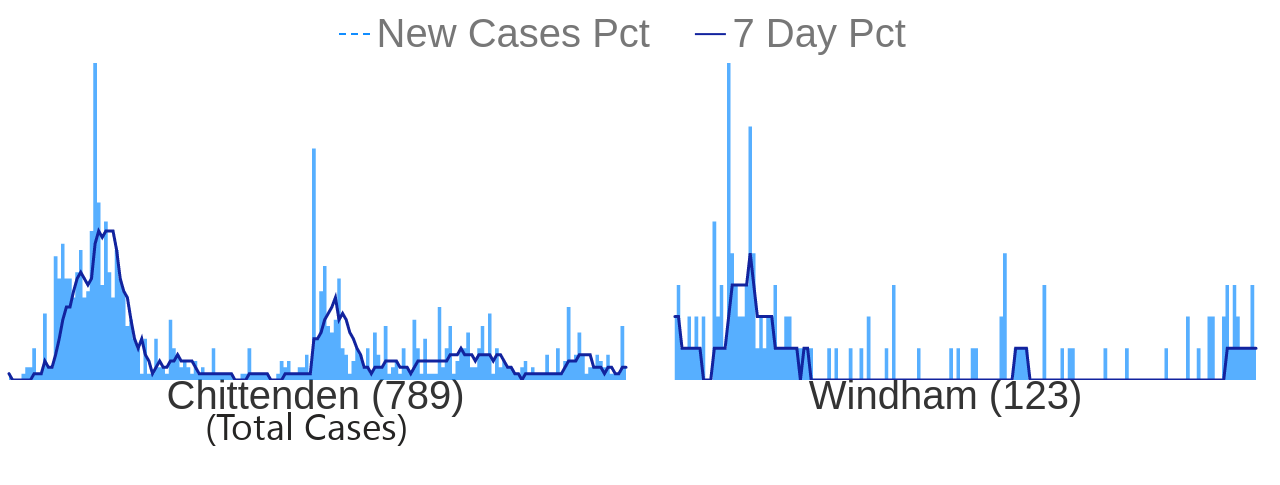 New Cases Pct 7 Day Pct
Chittenden (789) Windham (123)
(Total Cases)